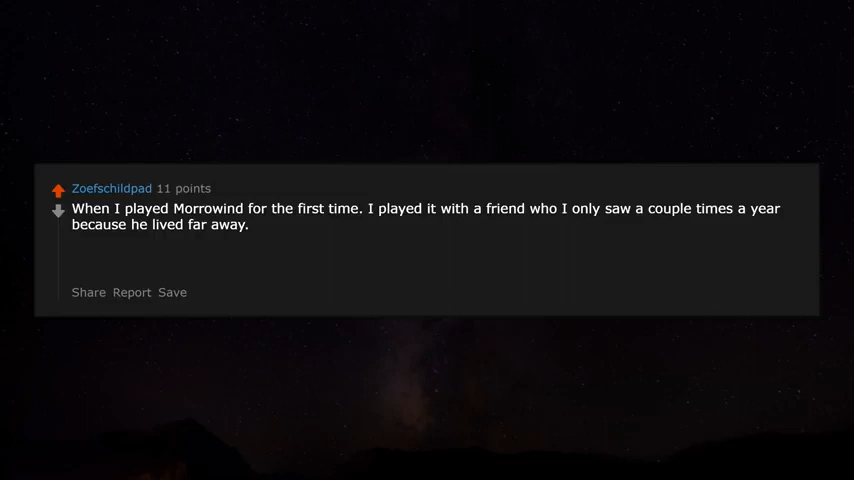 Zoefschildpad 11 points
When I played Morrowind for the first time. I played it with a friend who I only saw a couple times a year
because he lived far away.
Share Report Save